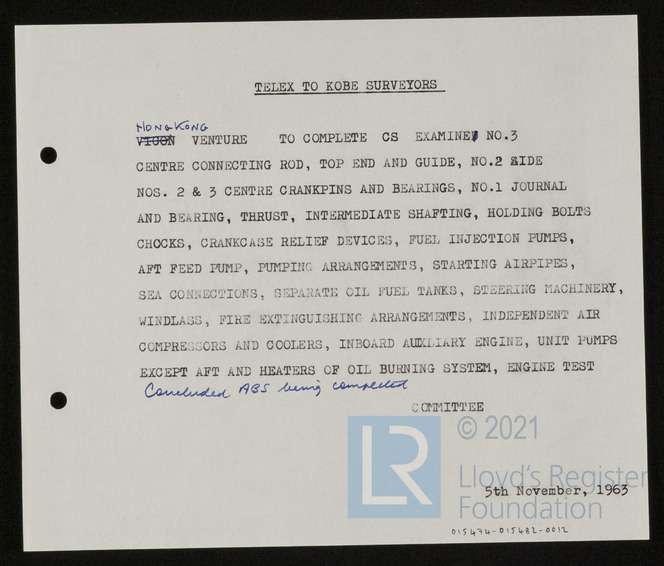 TELEX TO KOBE SURVEYORS
HONG KONG
VENTURE TO COMPLETE CS EXAMINE NO.3
CENTRE CONNECTING ROD, TOP END AND GUIDE, NO.2 SIDE
NOS. 2 & 3 CENTRE CRANKPINS AND BEARINGS, NO.1 JOURNAL
AND BEARING, THRUST, INTERMEDIATE SHAFTING, HOLDING BOLTS
CHOCKS, CRANKCASE RELIEF DEVICES, FUEL INJECTION PUMPS,
AFT FEED PUMP, PUMPING ARRANGEMENTS, STARTING AIRPIPES,
SEA CONNECTIONS, SEPARATE OIL FUEL TANKS, STEERING MACHINERY,
WINDLASS, FIRE EXTINGUISHING ARRANGEMENTS, INDEPENDENT AIR
COMPRESSORS AND COOLERS, INBOARD AUXLIARY ENGINE, UNIT PUMPS
EXCEPT AFT AND HEATERS OF OIL BURNING SYSTEM, ENGINE TEST
Concluded ABS being completed
COMMITTEE
© 2021
LR
Lloyd's Register
Foundation
5th November, 1963
015474-015482-0012